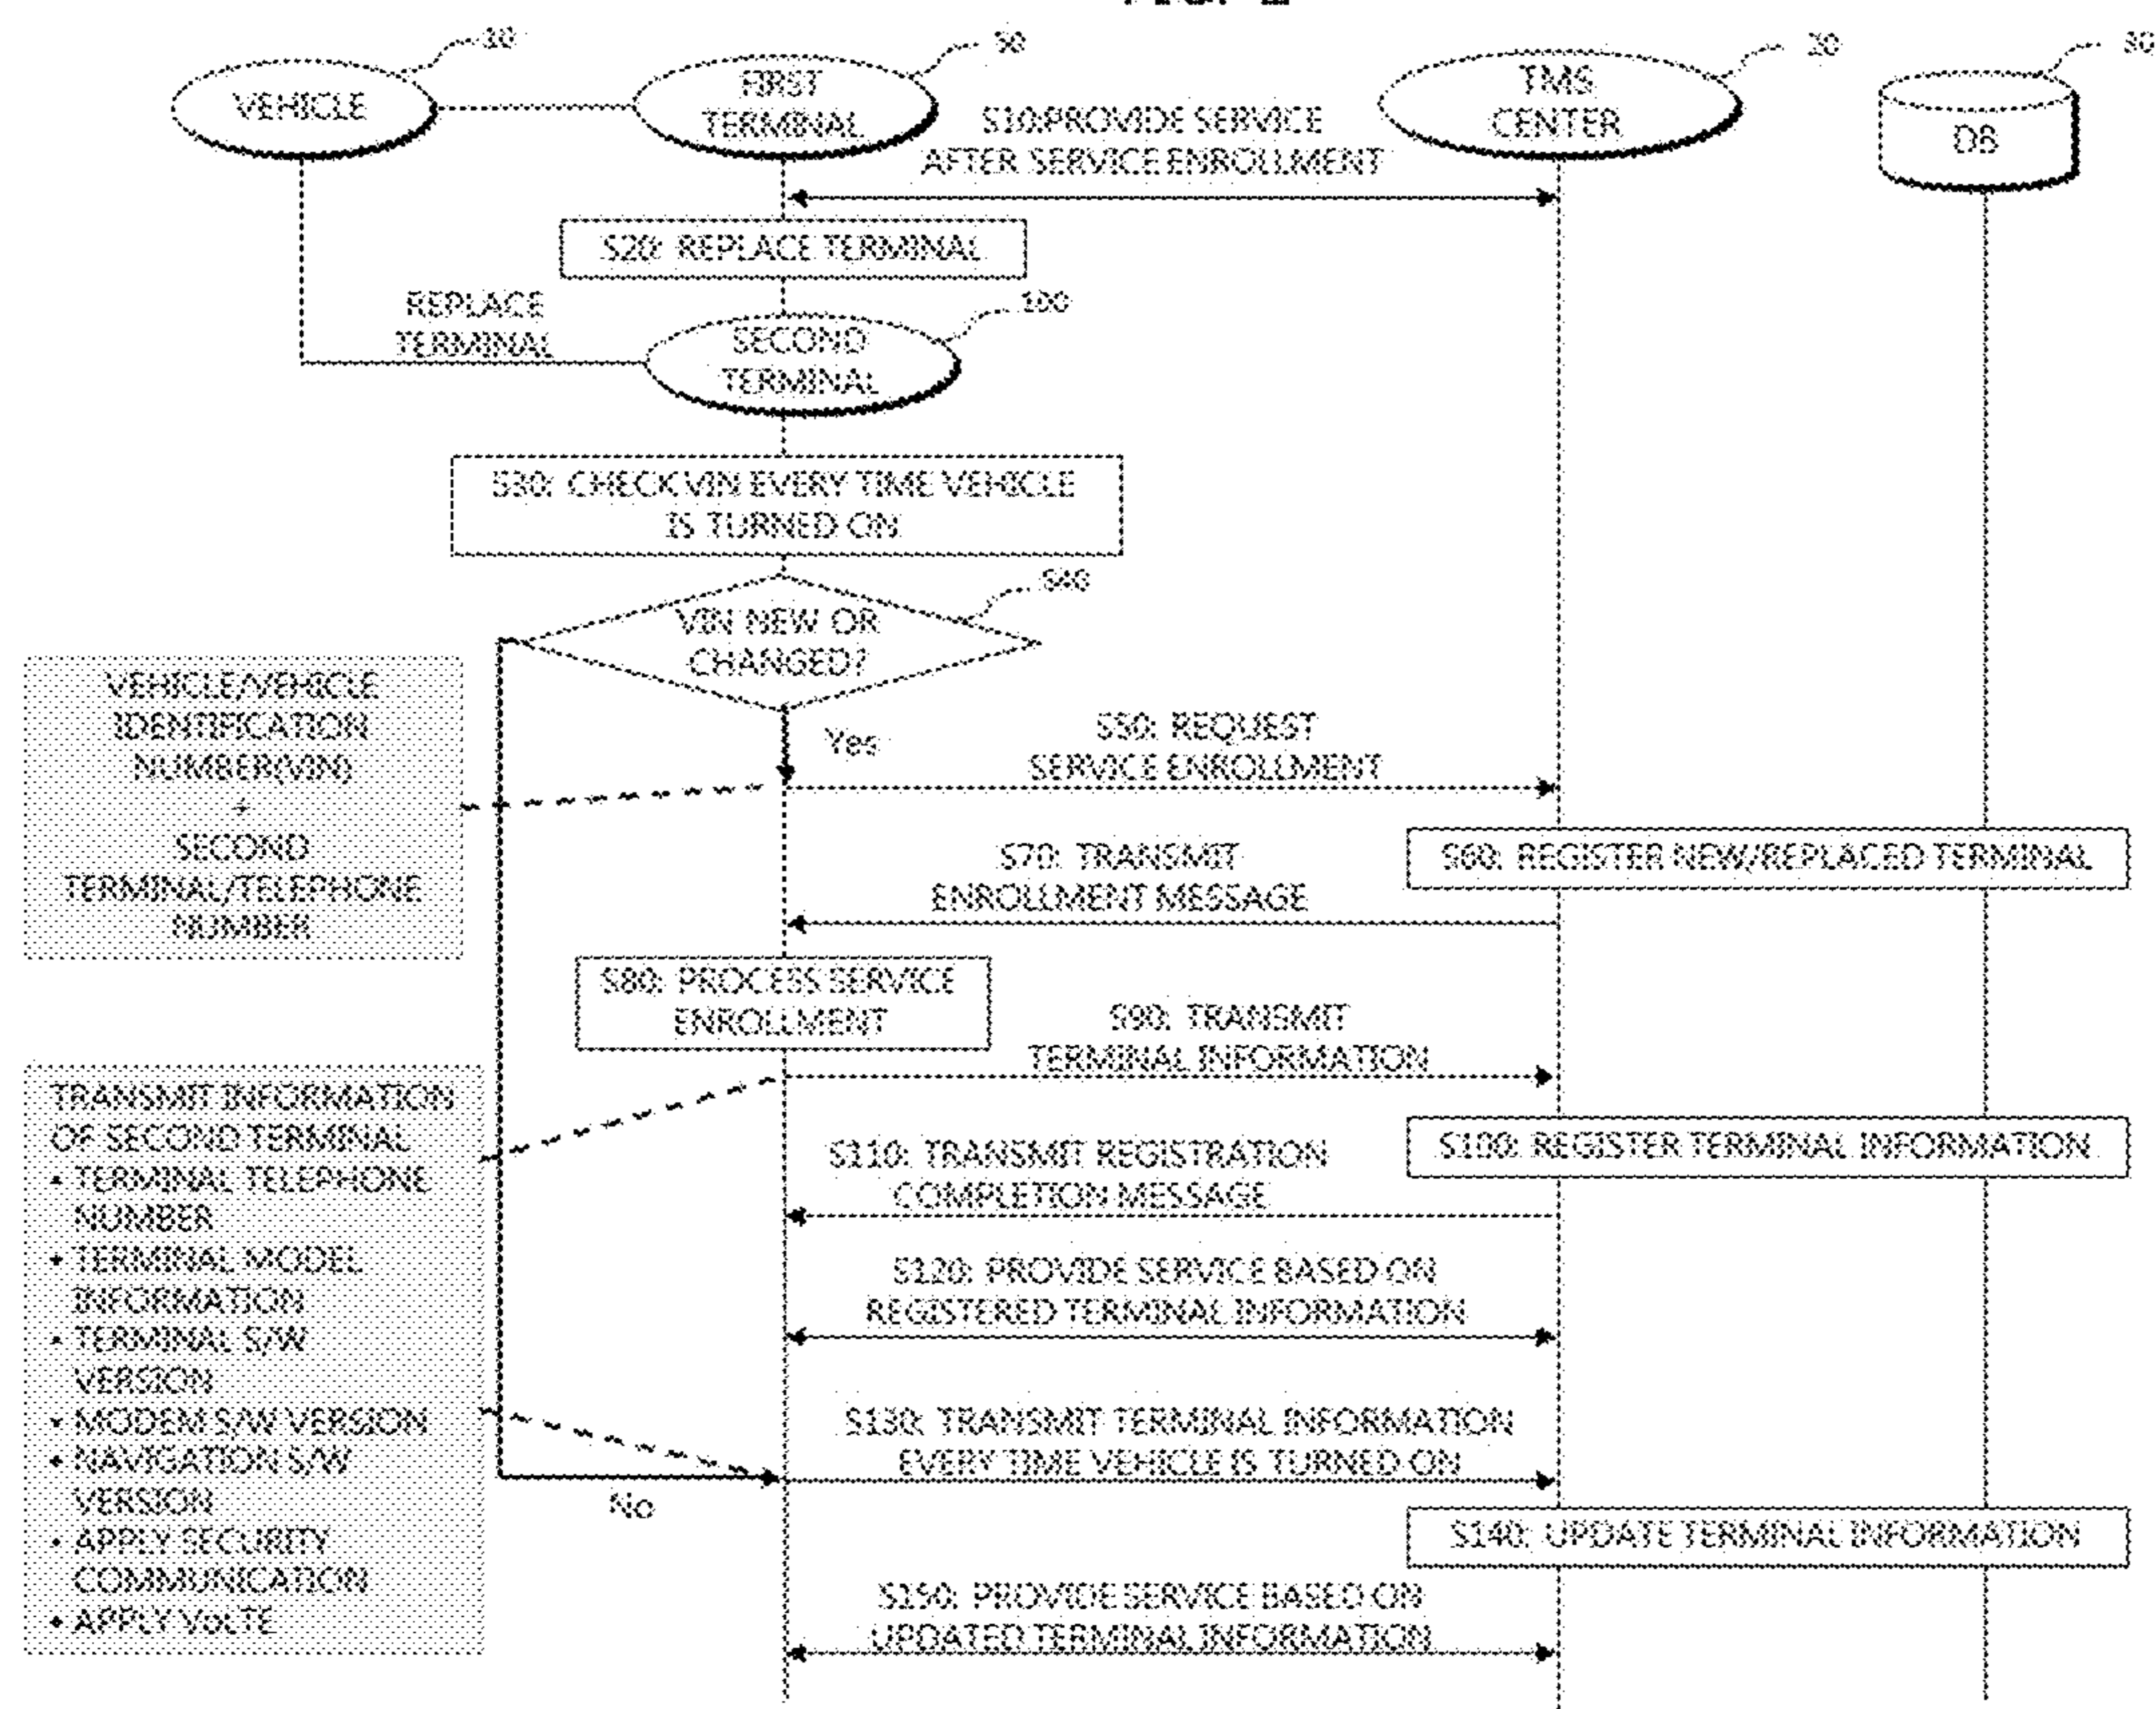 10
50
20
80
VEHICLE
FIRST
TERMINAL
TMS
CENTER
DB
S10:PROVIDE SERVICE
AFTER SERVICE ENROLLMENT
S20: REPLACE TERMINAL
REPLACE
TERMINAL
100
SECOND
TERMINAL
S30: CHECK VIN EVERY TIME VEHICLE
IS TURNED ON
S40
VIN NEW OR
CHANGED?
Yes
VEHICLE/VEHICLE
IDENTIFICATION
NUMBER(VIN)
+
SECOND
TERMINAL/TELEPHONE
NUMBER
S50: REQUEST
SERVICE ENROLLMENT
S60: REGISTER NEW/REPLACED TERMINAL
S70: TRANSMIT
ENROLLMENT MESSAGE
S80: PROCESS SERVICE
ENROLLMENT
S90: TRANSMIT
TERMINAL INFORMATION
TRANSMIT INFORMATION
OF SECOND TERMINAL
• TERMINAL TELEPHONE
NUMBER
• TERMINAL MODEL
INFORMATION
• TERMINAL S/W
VERSION
• MODEM S/W VERSION
• NAVIGATION S/W
VERSION
• APPLY SECURITY
COMMUNICATION
• APPLY VoLTE
S100: REGISTER TERMINAL INFORMATION
S110: TRANSMIT REGISTRATION
COMPLETION MESSAGE
S120: PROVIDE SERVICE BASED ON
REGISTERED TERMINAL INFORMATION
S130: TRANSMIT TERMINAL INFORMATION
EVERY TIME VEHICLE IS TURNED ON
No
S140: UPDATE TERMINAL INFORMATION
S150: PROVIDE SERVICE BASED ON
UPDATED TERMINAL INFORMATION